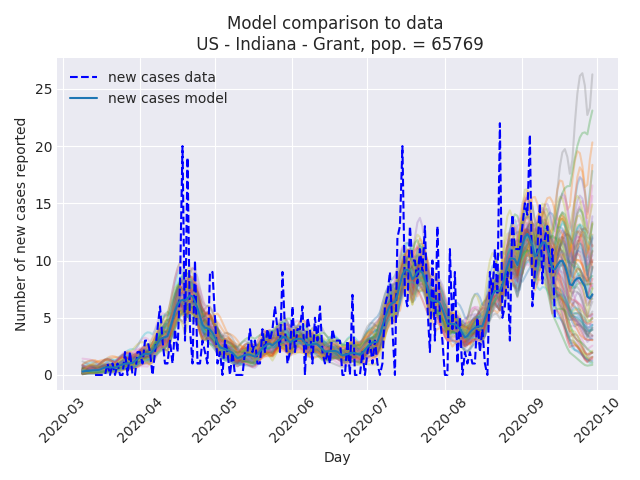 Model comparison to data
US - Indiana - Grant, pop. = 65769
new cases data
new cases model
Number of new cases reported
25
20
15
10
5
0
2020-03
2020-04
2020-05
2020-06
2020-07
2020-08
2020-09
2020-10
Day